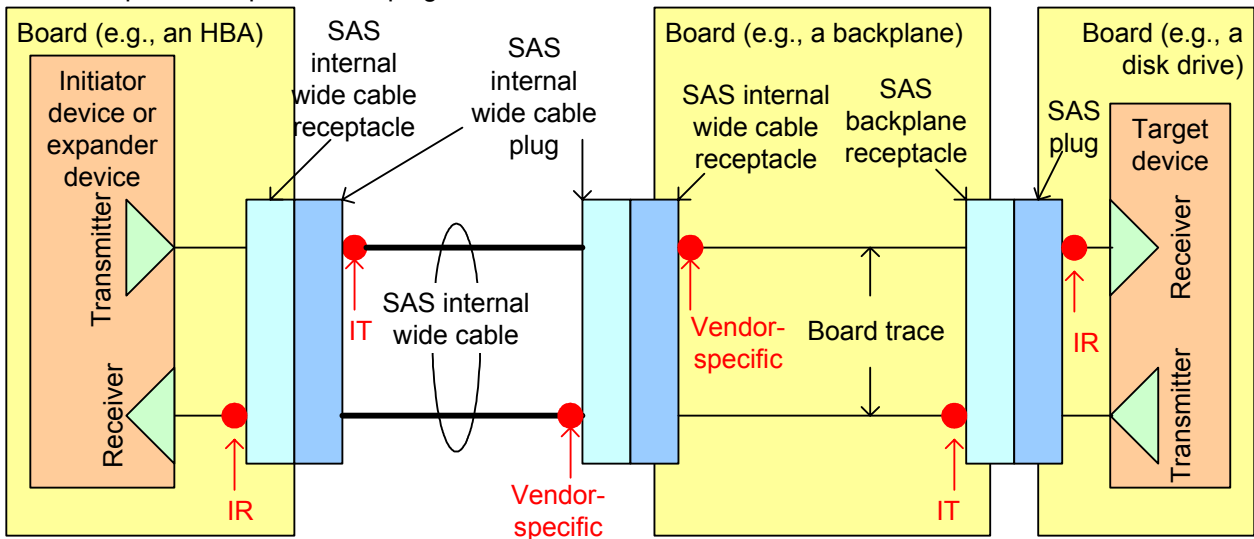 Board (e.g., an HBA)
Initiator
device or
expander
device
Transmitter
Receiver
SAS
internal
wide cable
receptacle
SAS
internal
wide cable
plug
IT
IR
SAS internal
wide cable
Vendor-
specific
Board (e.g., a backplane)
SAS internal
wide cable
receptacle
SAS
backplane
receptacle
Vendor-
specific
Board trace
IT
Board (e.g., a
disk drive)
SAS
plug
Target
device
Receiver
Transmitter
IR